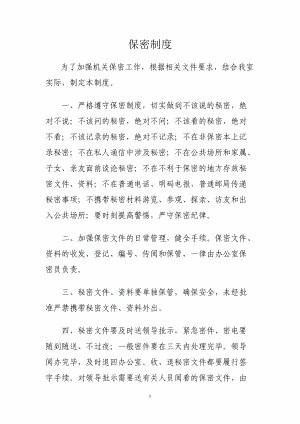 保密制度
为了加强机关保密工作，根据相关文件要求，结合我室
实际，制定本制度。
一、严格遵守保密制度，切实做到不该说的秘密，绝
对不说；不该问的秘密，绝对不问；不该看的秘密，绝对
不看；不该记录的秘密，绝对不记录；不在非保密本上记
录秘密；不在私人通信中涉及秘密；不在公共场所和家属、
子女、亲友面前谈论秘密；不在不利于保密的地方存放秘
密文件、资料；不在普通电话、明码电报、普通邮局传递
秘密事项；不携带秘密材料游览、参观、探亲、访友和出
入公共场所；要时刻提高警惕，严守保密纪律。
二、加强保密文件的日常管理，健全手续。保密文件、
资料的收发、登记、编号、传阅和保管、一律由办公室保
密员负责。
三、秘密文件、资料要单独保管，确保安全，未经批
准严禁携带秘密文件、资料外出。
四、秘密文件要及时送领导批示。紧急密件、密电要
随到随送、不过夜；一般密件要在三天内处理完毕。领导
阅办完毕，及时退回办公室。收、送秘密文件都要履行签
字手续。对领导批示需要送有关人员阅看的保密文件，由